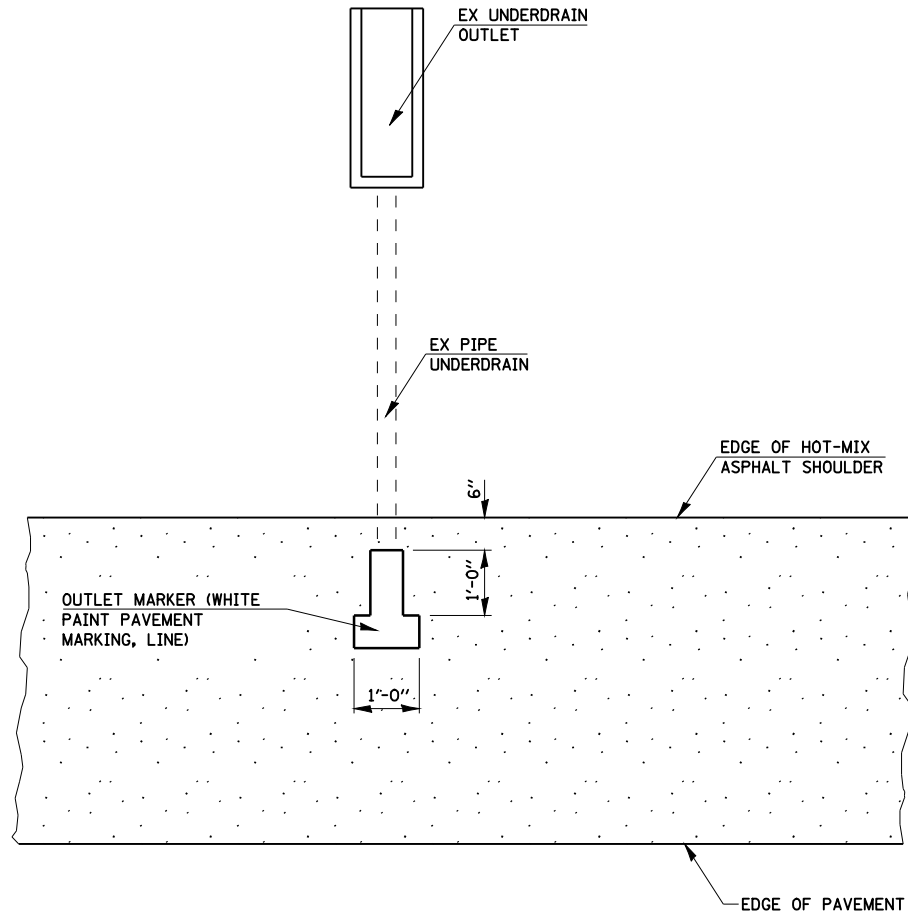 EX UNDERDRAIN
OUTLET
EX PIPE
UNDERDRAIN
EDGE OF HOT-MIX
ASPHALT SHOULDER
6"
1'-0"
OUTLET MARKER (WHITE
PAINT PAVEMENT
MARKING, LINE)
1'-0"
EDGE OF PAVEMENT